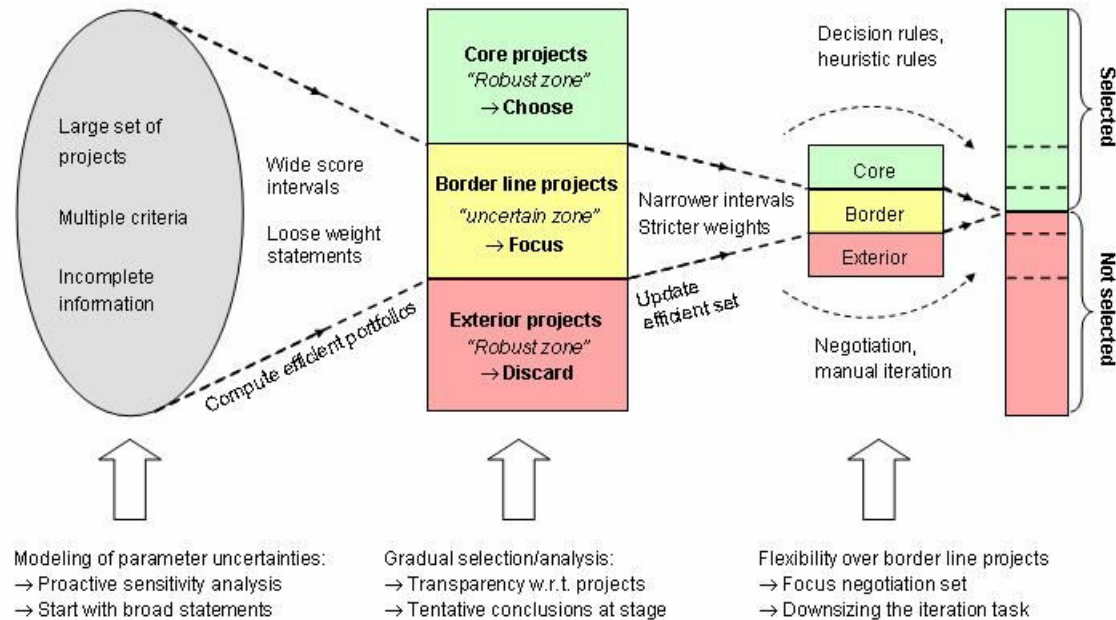 Large set of
projects
Multiple criteria
Incomplete
information
Wide score
intervals
Loose weight
statements
Compute efficient portfolios
Core projects
"Robust zone"
→ Choose
Border line projects
"uncertain zone"
→ Focus
Exterior projects
"Robust zone"
→ Discard
Narrower intervals
Stricter weights
Update
efficient set
Decision rules,
heuristic rules
Core
Border
Exterior
Negotiation,
manual iteration
Selected
Not selected
Modeling of parameter uncertainties:
→ Proactive sensitivity analysis
→ Start with broad statements
Gradual selection/analysis:
→ Transparency w.r.t. projects
→ Tentative conclusions at stage
Flexibility over border line projects
→ Focus negotiation set
→ Downsizing the iteration task